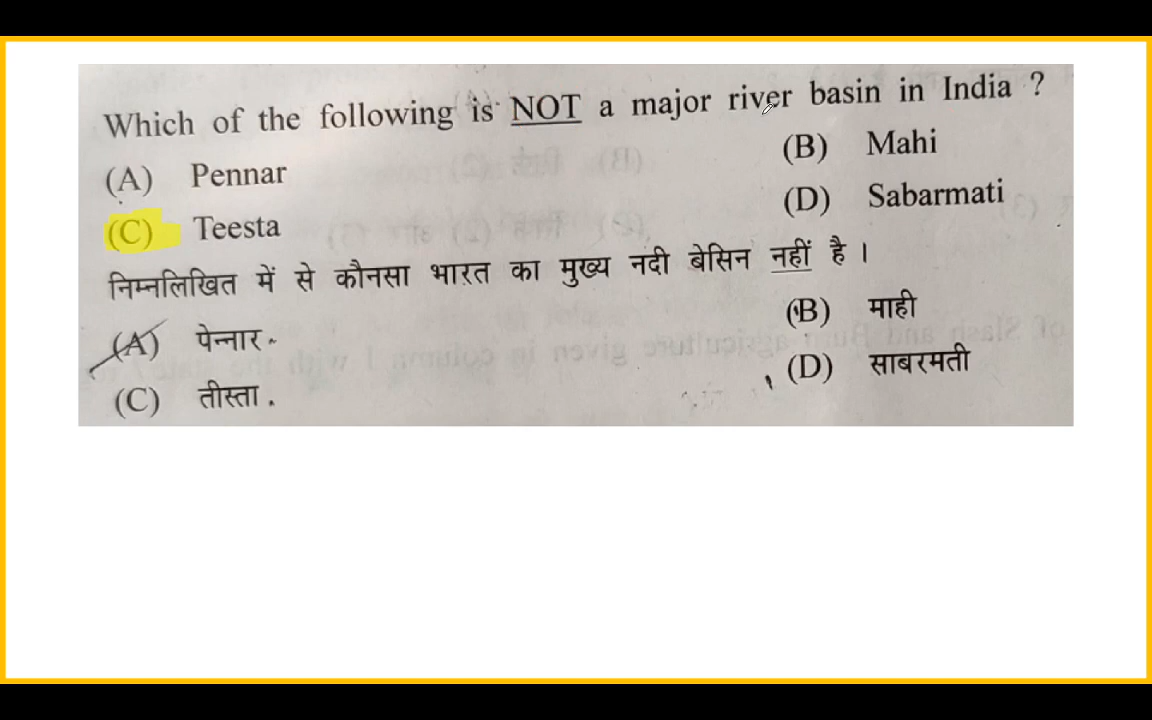 Which of the following is NOT a major river basin in India ?
(A) Pennar (B) Mahi
(C) Teesta (D) Sabarmati
निम्नलिखित में से कौनसा भारत का मुख्य नदी बेसिन नहीं है ।
(A) पेन्नार (B) माही
(C) तीस्ता (D) साबरमती